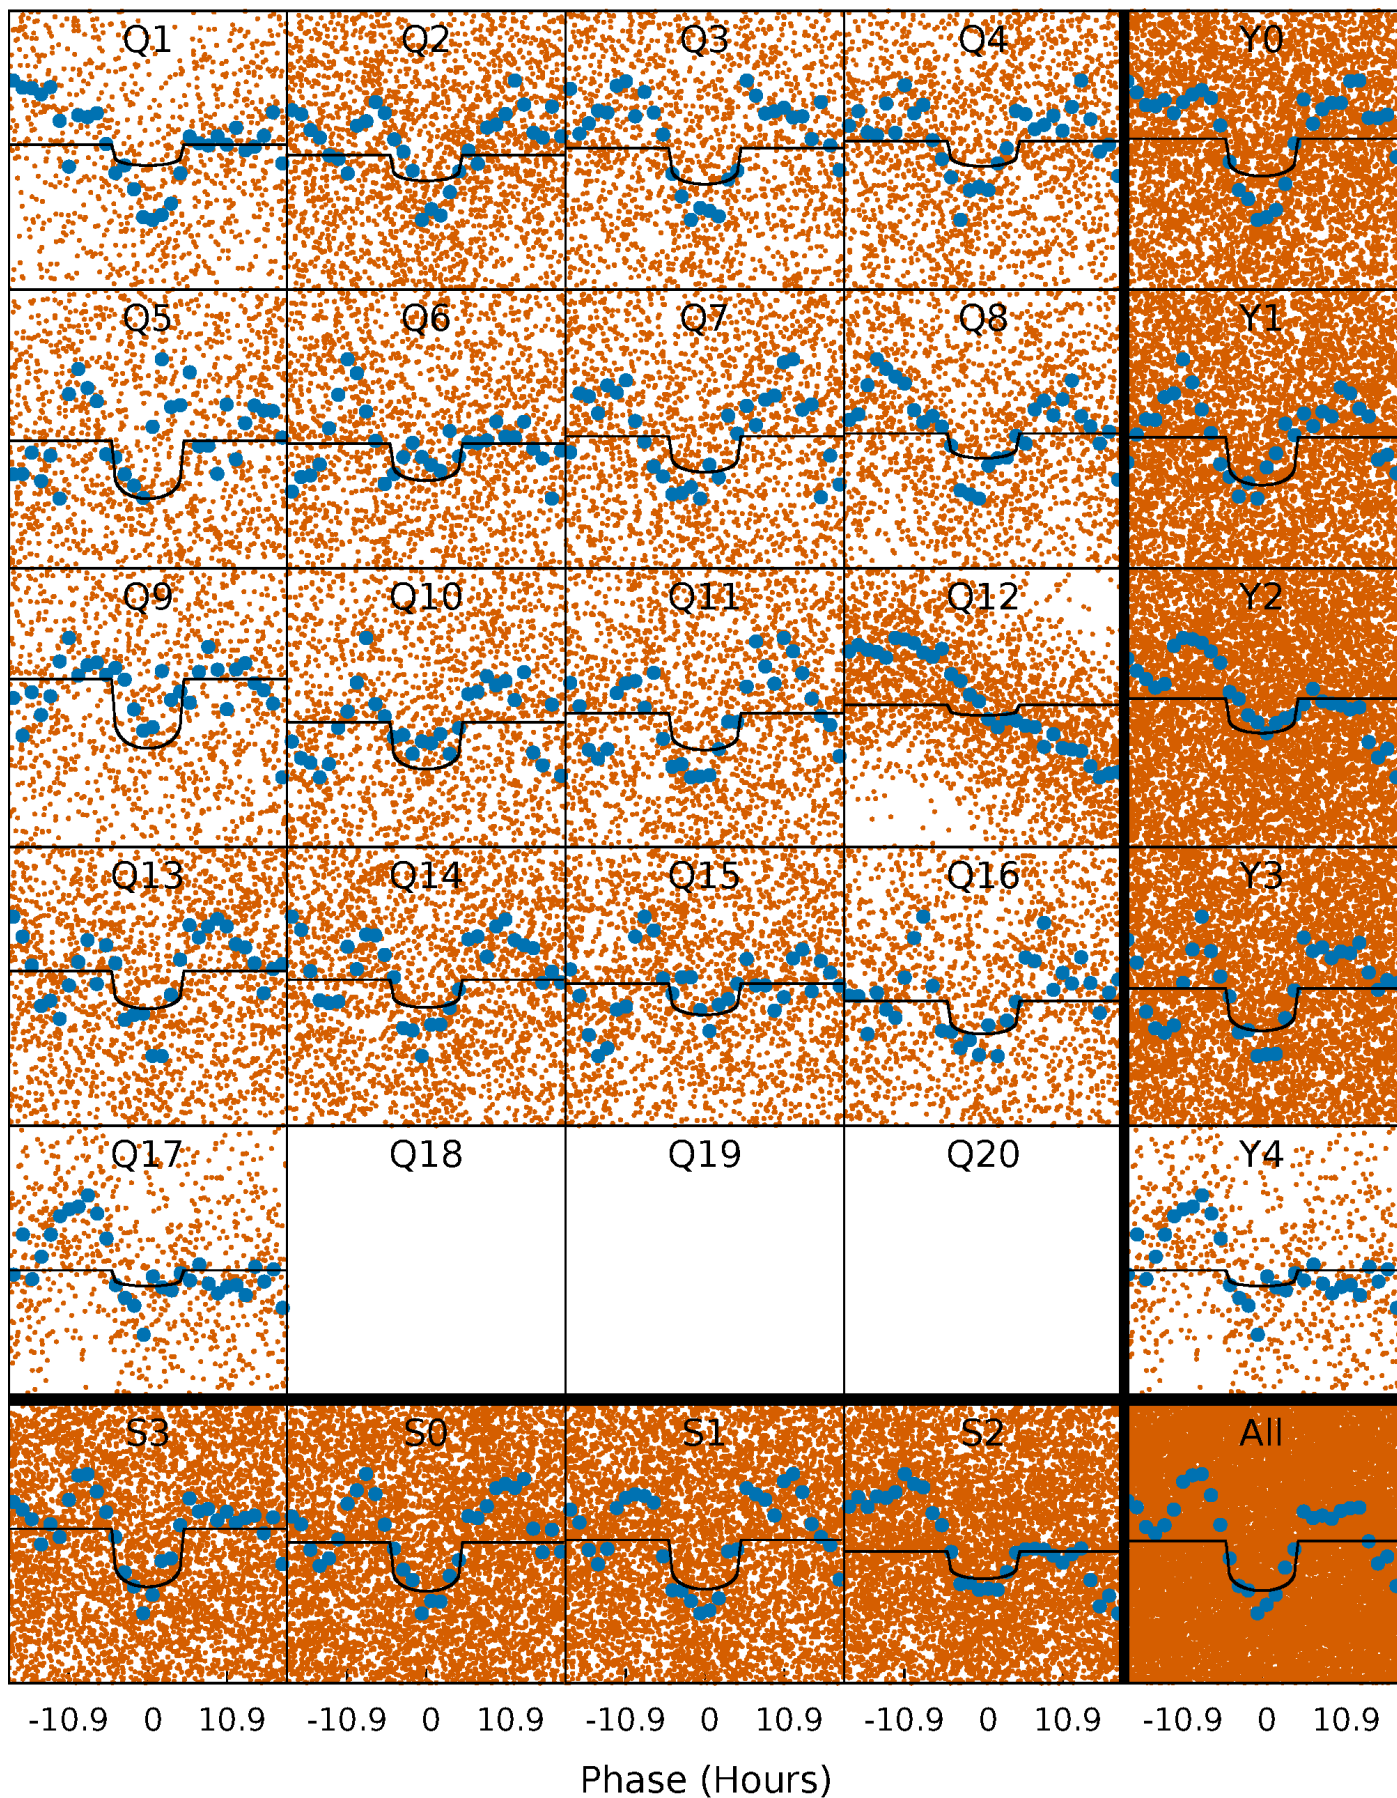 Q1 Q2 Q3 Q4 Y0
Q5 Q6 Q7 Q8 Y1
Q9 Q10 Q11 Q12 Y2
Q13 Q14 Q15 Q16 Y3
Q17 Q18 Q19 Q20 Y4
S3 S0 S1 S2 All
-10.9 0 10.9 -10.9 0 10.9 -10.9 0 10.9 -10.9 0 10.9 -10.9 0 10.9
Phase (Hours)